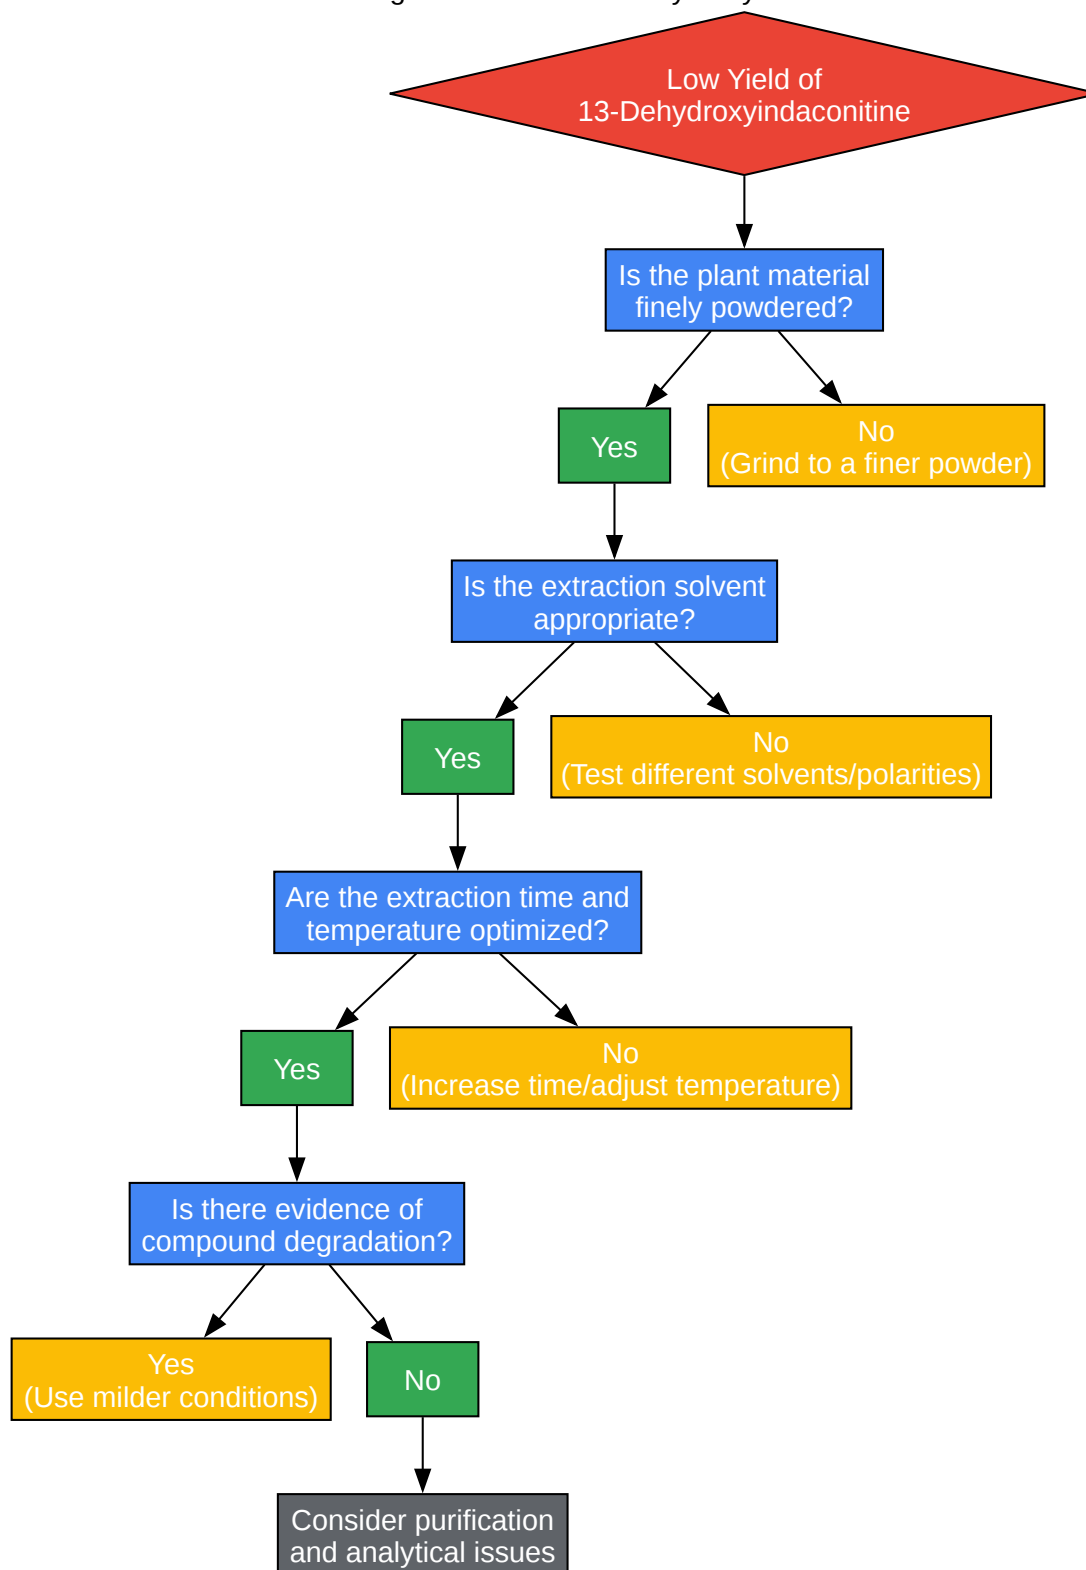 Low Yield of
13-Dehydroxyindaconitine
Is the plant material
finely powdered?
Yes
No
(Grind to a finer powder)
Is the extraction solvent
appropriate?
Yes
No
(Test different solvents/polarities)
Are the extraction time and
temperature optimized?
Yes
No
(Increase time/adjust temperature)
Is there evidence of
compound degradation?
Yes
(Use milder conditions)
No
Consider purification
and analytical issues